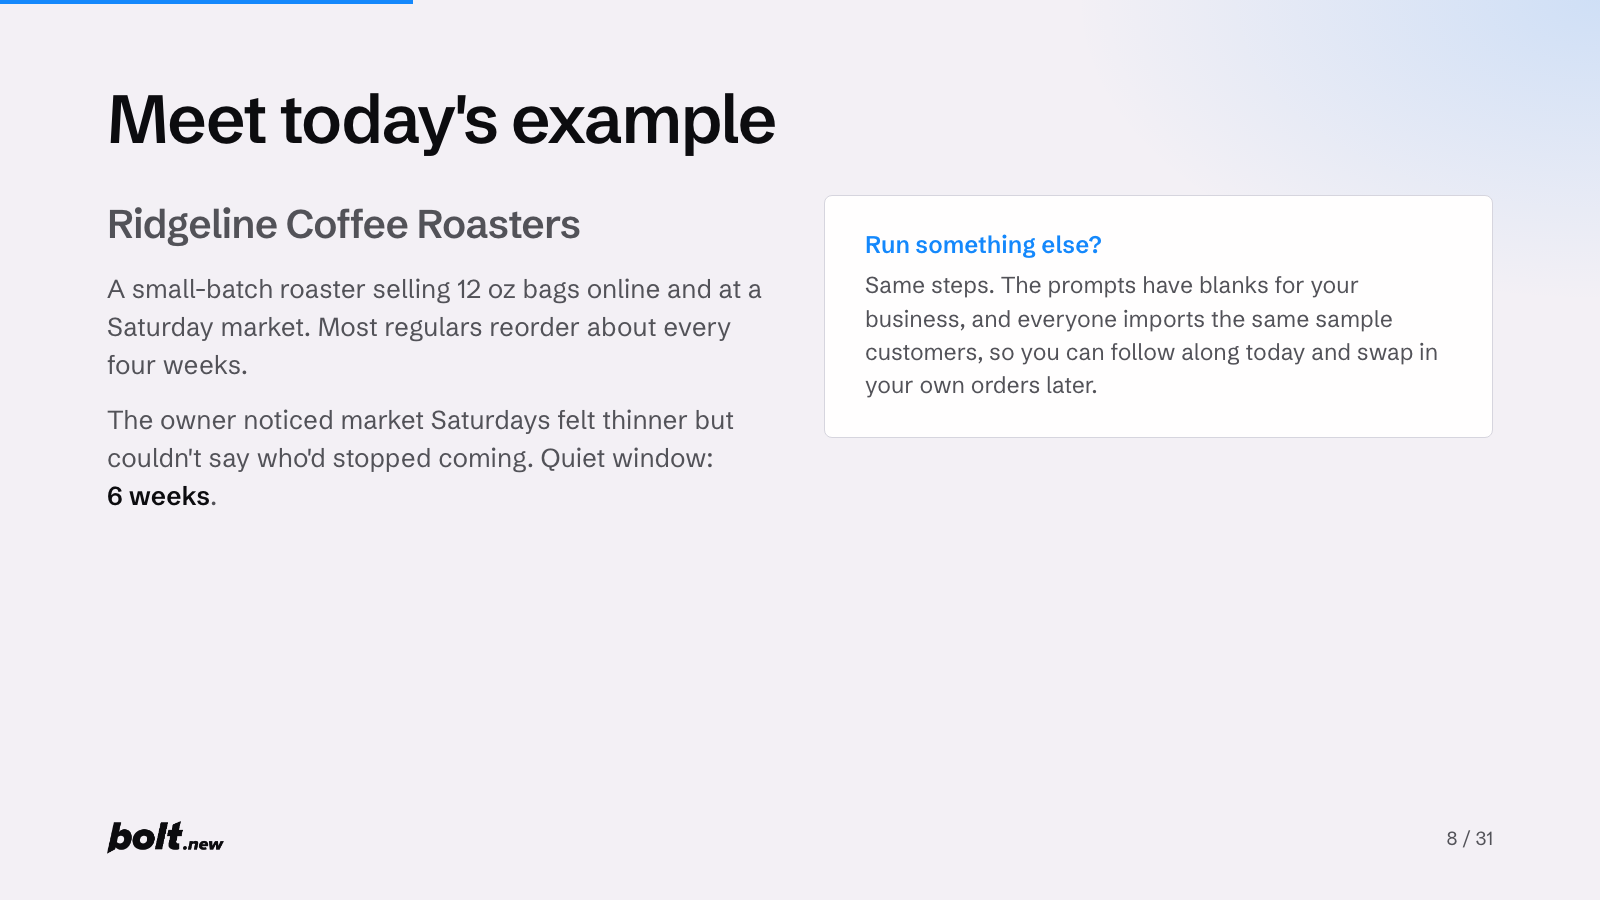 Meet today's example
Ridgeline Coffee Roasters
A small-batch roaster selling 12 oz bags online and at a
Saturday market. Most regulars reorder about every
four weeks.
The owner noticed market Saturdays felt thinner but
couldn't say who'd stopped coming. Quiet window:
6 weeks.
Run something else?
Same steps. The prompts have blanks for your
business, and everyone imports the same sample
customers, so you can follow along today and swap in
your own orders later.
bolt.new
8 / 31